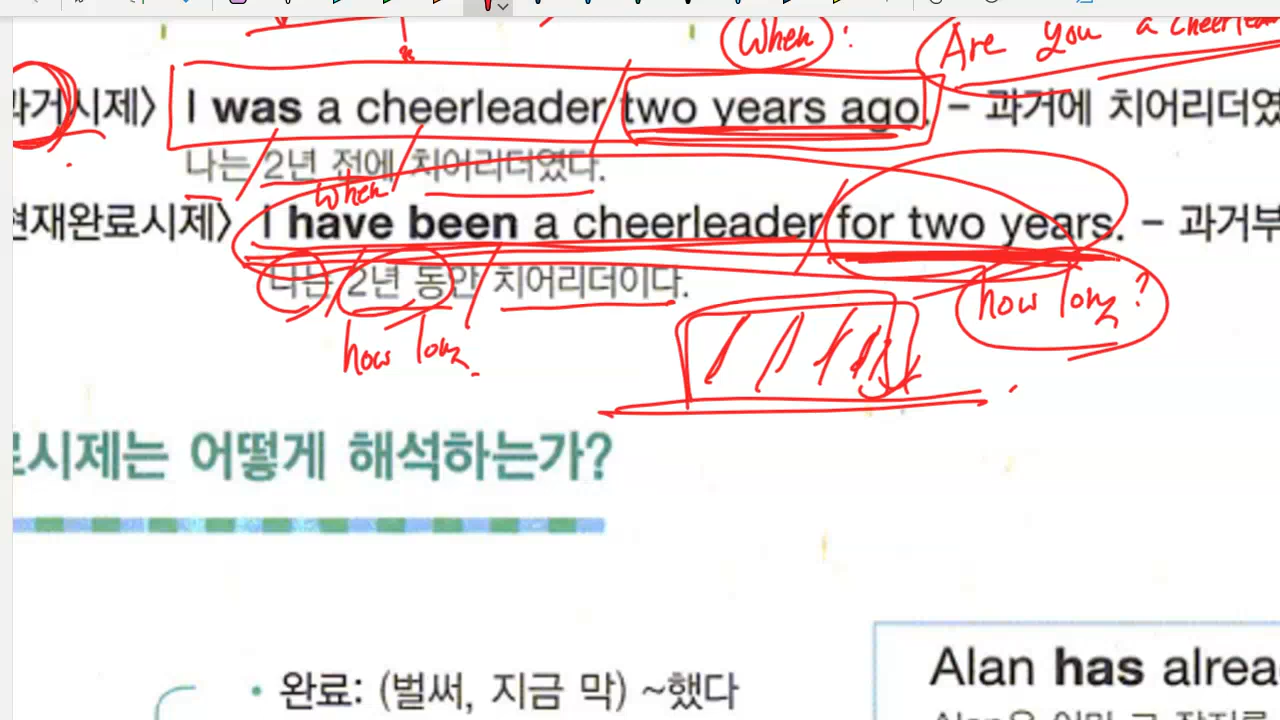 When : Are you a cheerlea
과거시제〉 I was a cheerleader two years ago. – 과거에 치어리더였
나는 2년 전에 치어리더였다.
When
현재완료시제〉 I have been a cheerleader for two years. – 과거부
나는 2년 동안 치어리더이다.
how long?
how long
료시제는 어떻게 해석하는가?
Alan has alrea
• 완료: (벌써, 지금 막) ~했다